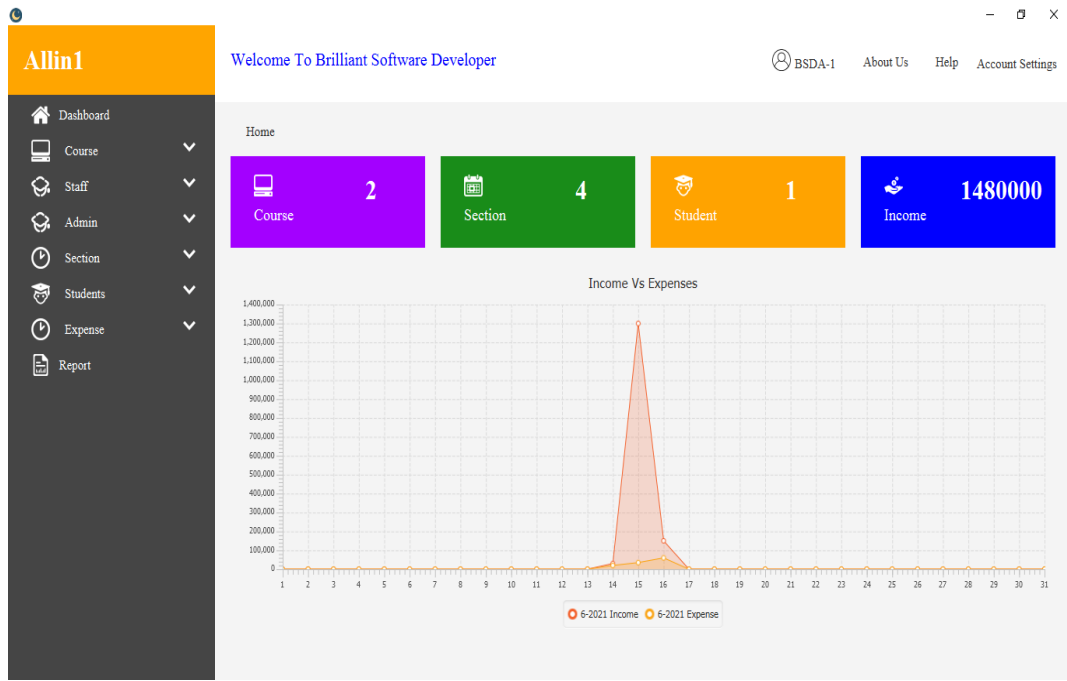 Allin1
Welcome To Brilliant Software Developer
BSDA-1
About Us
Help
Account Settings
Dashboard
Course
Staff
Admin
Section
Students
Expense
Report
Home
2
Course
4
Section
1
Student
1480000
Income
Income Vs Expenses
1,400,000
1,300,000
1,200,000
1,100,000
1,000,000
900,000
800,000
700,000
600,000
500,000
400,000
300,000
200,000
100,000
0
1 2 3 4 5 6 7 8 9 10 11 12 13 14 15 16 17 18 19 20 21 22 23 24 25 26 27 28 29 30 31
6-2021 Income 6-2021 Expense